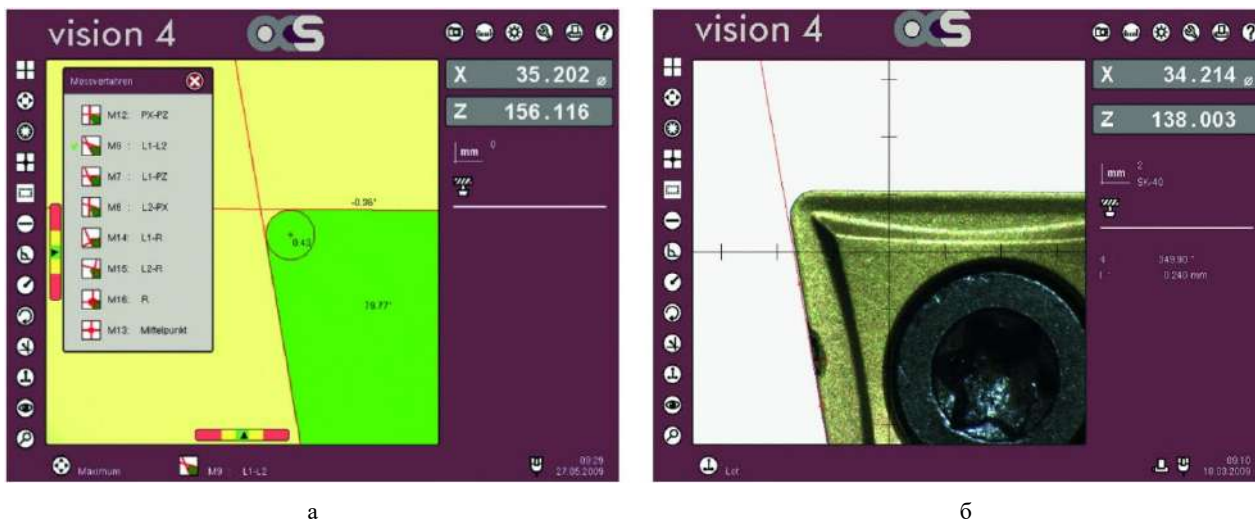 vision 4 OCS
Messverfahren
M12: PX-PZ
M9 : L1-L2
M7 : L1-PZ
M8 : L2-PX
M14: L1-R
M15: L2-R
M16: R
M13: Mittelpunkt
X 35.202 ⌀
Z 156.116
mm 0
-0.26°
0.43
79.77°
Maximum
M9 : L1-L2
09:29
27.05.2009
а
vision 4 OCS
X 34.214 ⌀
Z 138.003
mm 2
SK-40
349.90 °
0.240 mm
Lot
09:10
18.03.2009
б